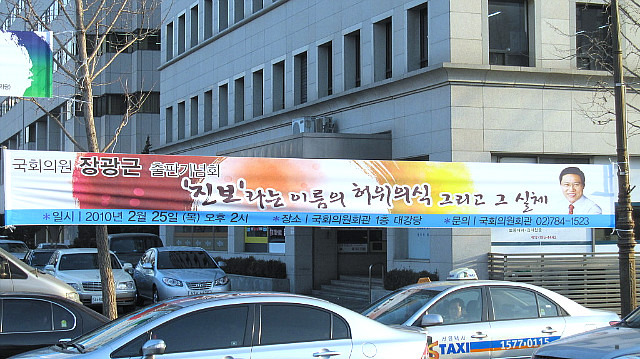 국회의원 장광근 출판기념회
'진보'라는 이름의 허위의식 그리고 그 실체
*일시 | 2010년 2월 25일(목) 오후 2시 *장소 | 국회의원회관 1층 대강당 *문의 | 국회의원회관 02)784-1523
TAXI
1577-0115